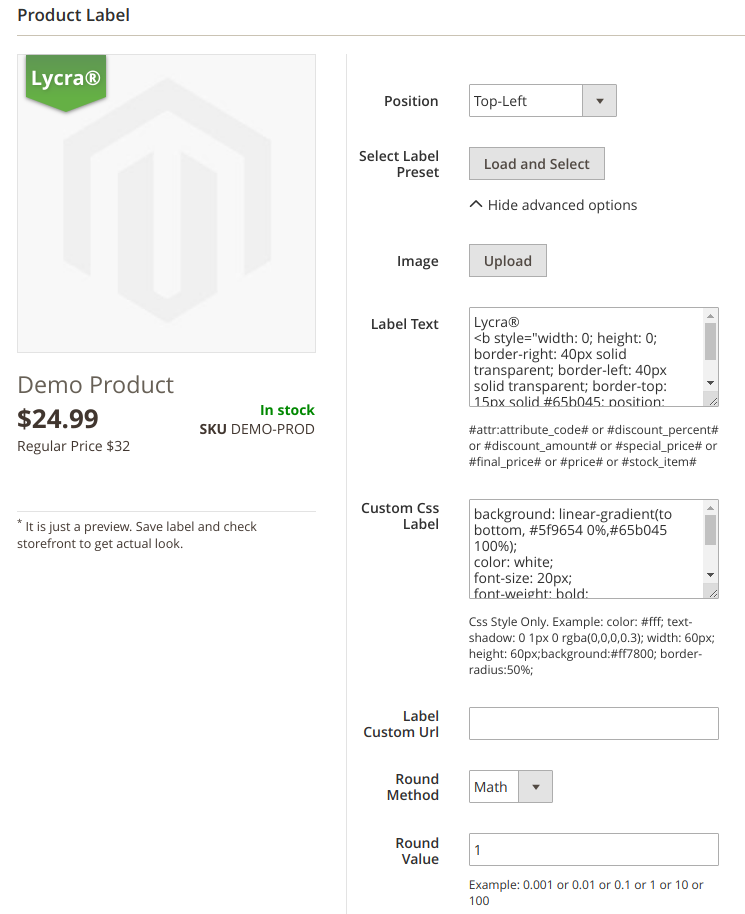 Product Label
Lycra®
Demo Product
$24.99
In stock
SKU DEMO-PROD
Regular Price $32
* It is just a preview. Save label and check
storefront to get actual look.
Position
Top-Left
Select Label
Preset
Load and Select
Hide advanced options
Image
Upload
Label Text
Lycra®
<b style="width: 0; height: 0;
border-right: 40px solid
transparent; border-left: 40px
solid transparent; border-top:
15px solid #65b045; position:
#attr:attribute_code# or #discount_percent#
or #discount_amount# or #special_price# or
#final_price# or #price# or #stock_item#
Custom Css
Label
background: linear-gradient(to
bottom, #5f9654 0%,#65b045
100%);
color: white;
font-size: 20px;
font-weight: bold;
Css Style Only. Example: color: #fff; text-
shadow: 0 1px 0 rgba(0,0,0,0.3); width: 60px;
height: 60px;background:#ff7800; border-
radius:50%;
Label
Custom Url
Round
Method
Math
Round
Value
1
Example: 0.001 or 0.01 or 0.1 or 1 or 10 or
100